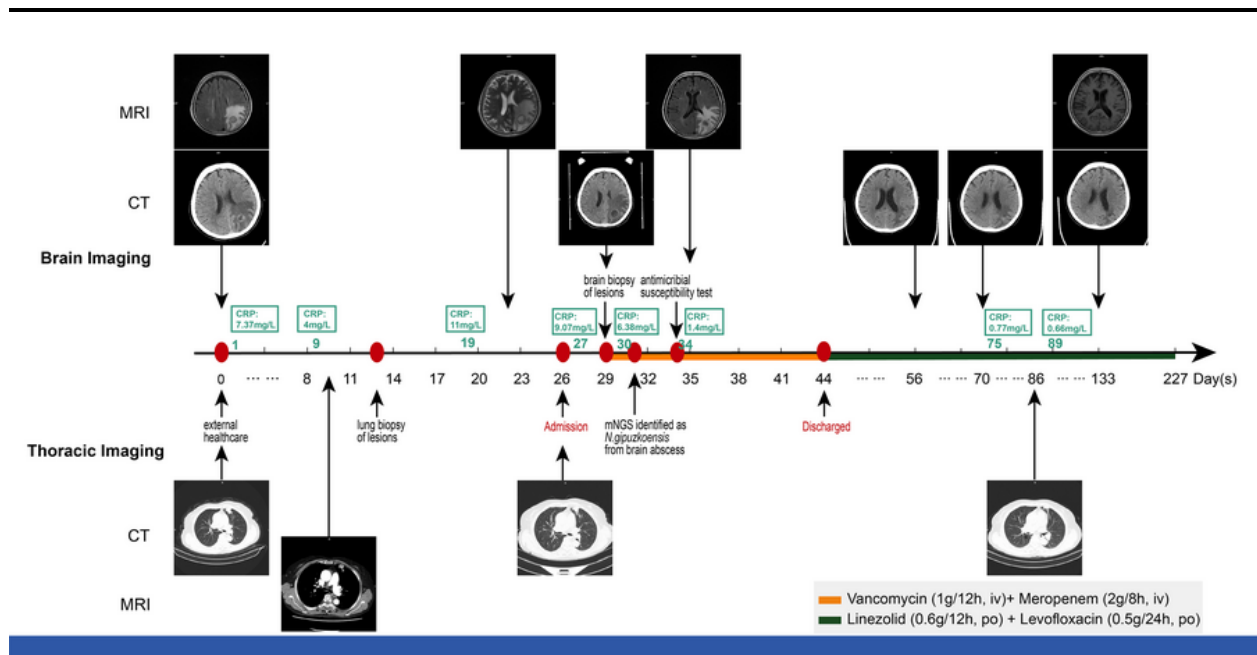 MRI
CT
Brain Imaging
brain biopsy
of lesions
antimicribial
susceptibility test
CRP:
7.37mg/L
CRP:
4mg/L
CRP:
11mg/L
CRP:
9.07mg/L
CRP:
6.38mg/L
CRP:
1.4mg/L
CRP:
0.77mg/L
CRP:
0.66mg/L
1
9
19
27
30
34
75
89
0 ... ... 8 11 14 17 20 23 26 29 32 35 38 41 44 ... ... 56 ... ... 70 ... ... 86 ... ... 133 227 Day(s)
external
healthcare
lung biopsy
of lesions
Admission
mNGS identified as
N.gipuzkoensis
from brain abscess
Discharged
Thoracic Imaging
CT
MRI
Vancomycin (1g/12h, iv)+ Meropenem (2g/8h, iv)
Linezolid (0.6g/12h, po) + Levofloxacin (0.5g/24h, po)